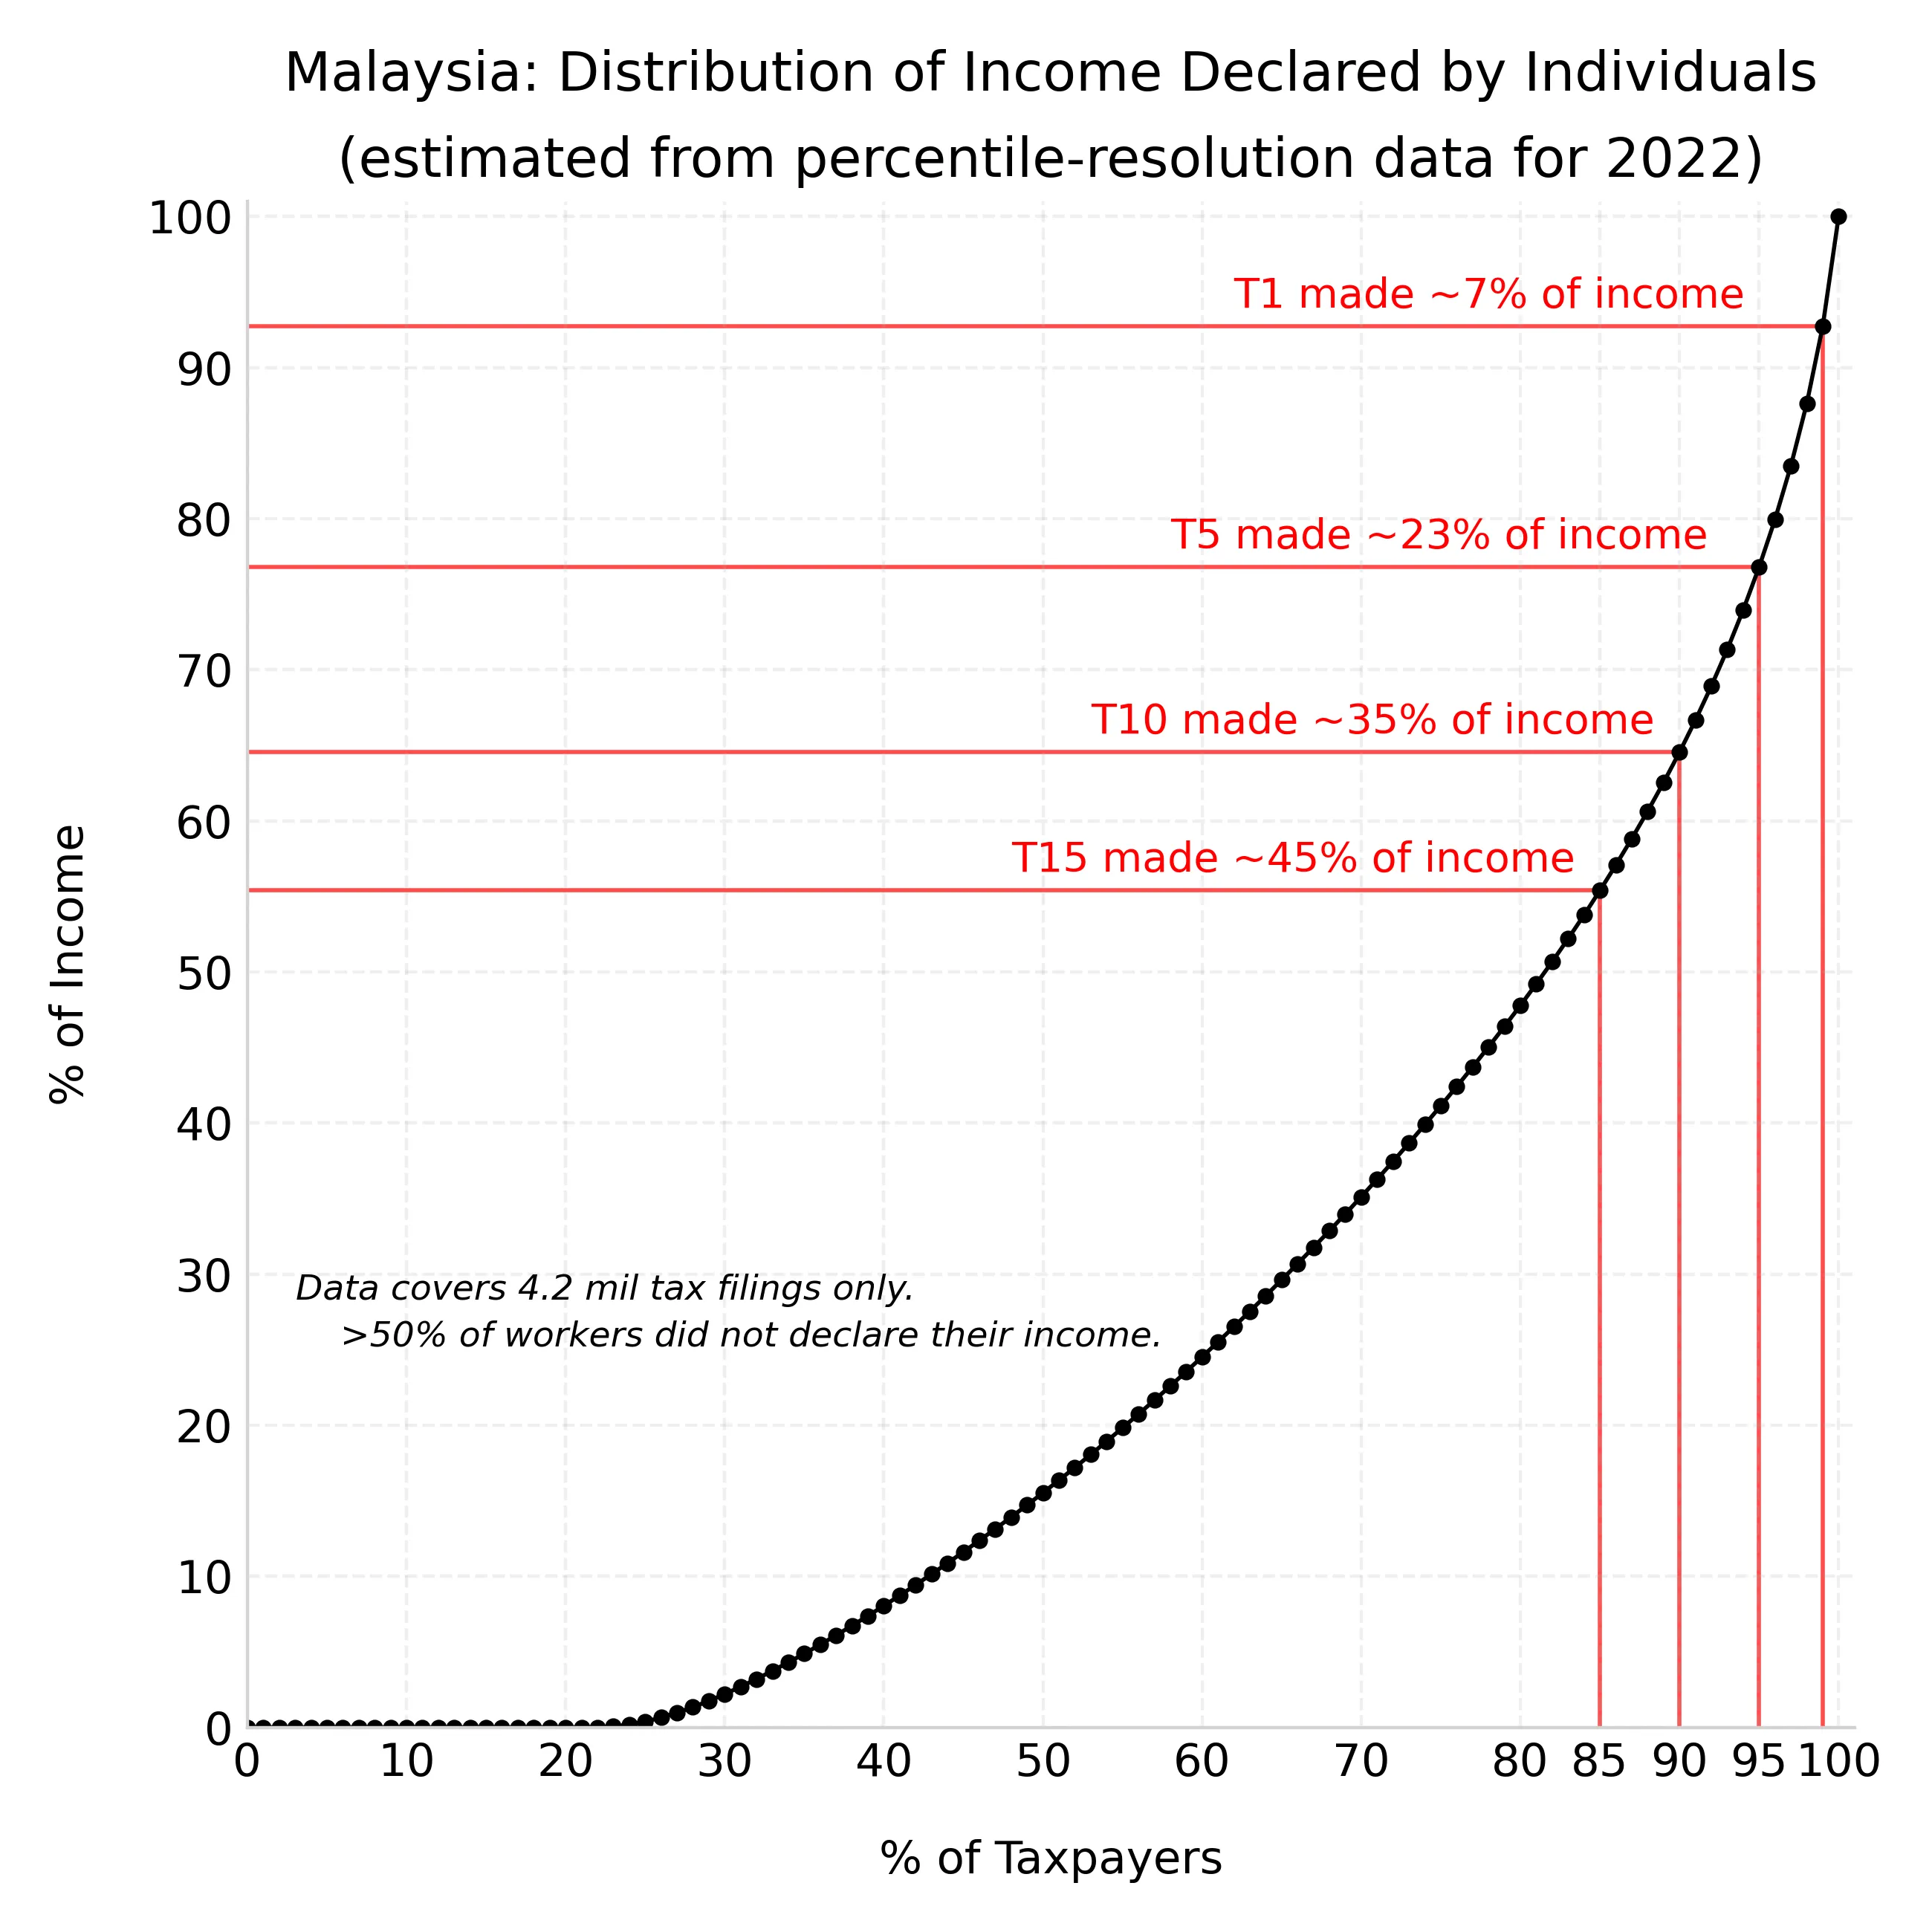 Malaysia: Distribution of Income Declared by Individuals
(estimated from percentile-resolution data for 2022)
100
T1 made ~7% of income
90
80
T5 made ~23% of income
70
T10 made ~35% of income
60
T15 made ~45% of income
50
40
30
20
10
0
% of Income
Data covers 4.2 mil tax filings only.
>50% of workers did not declare their income.
0 10 20 30 40 50 60 70 80 85 90 95 100
% of Taxpayers